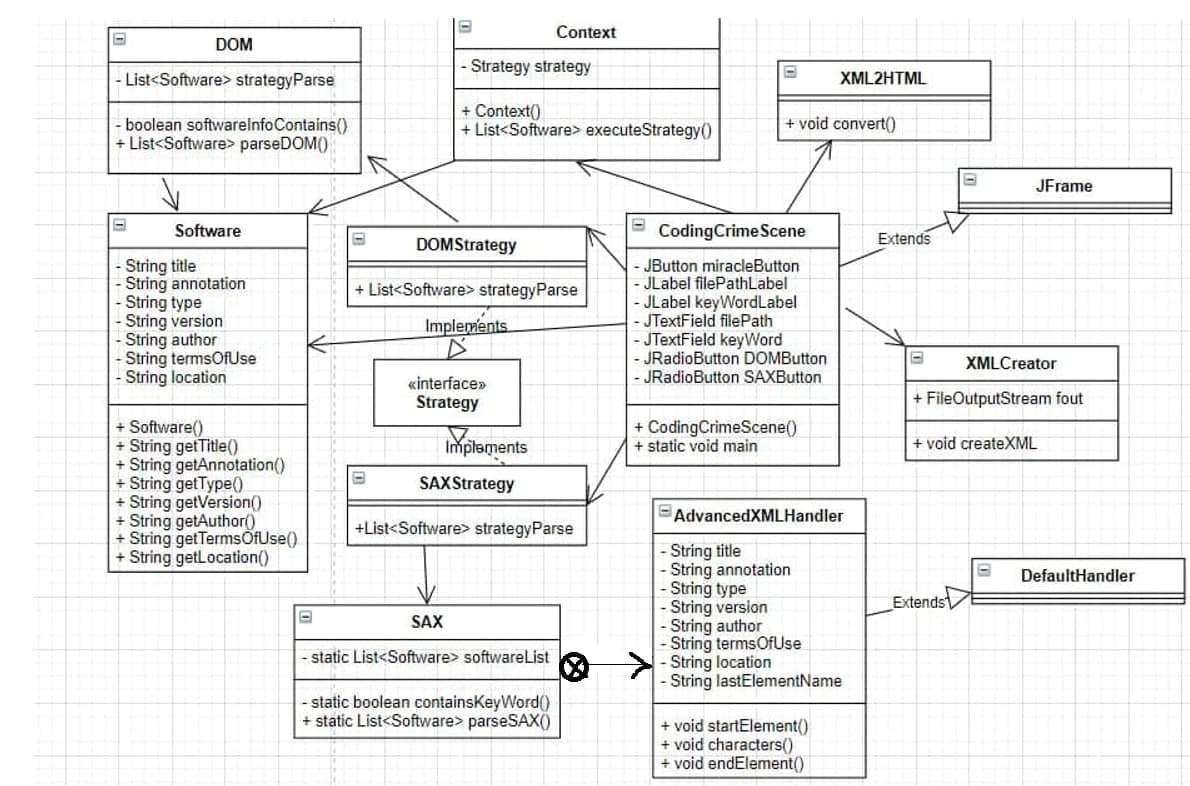 DOM
- List<Software> strategyParse
- boolean softwareInfoContains()
+ List<Software> parseDOM()
Context
- Strategy strategy
+ Context()
+ List<Software> executeStrategy()
XML2HTML
+ void convert()
JFrame
Extends
Software
- String title
- String annotation
- String type
- String version
- String author
- String termsOfUse
- String location
+ Software()
+ String getTitle()
+ String getAnnotation()
+ String getType()
+ String getVersion()
+ String getAuthor()
+ String getTermsOfUse()
+ String getLocation()
DOMStrategy
+ List<Software> strategyParse
Implements
«interface»
Strategy
Implements
SAXStrategy
+List<Software> strategyParse
CodingCrimeScene
- JButton miracleButton
- JLabel filePathLabel
- JLabel keyWordLabel
- JTextField filePath
- JTextField keyWord
- JRadioButton DOMButton
- JRadioButton SAXButton
+ CodingCrimeScene()
+ static void main
XMLCreator
+ FileOutputStream fout
+ void createXML
SAX
- static List<Software> softwareList
- static boolean containsKeyWord()
+ static List<Software> parseSAX()
AdvancedXMLHandler
- String title
- String annotation
- String type
- String version
- String author
- String termsOfUse
- String location
- String lastElementName
+ void startElement()
+ void characters()
+ void endElement()
Extends
DefaultHandler